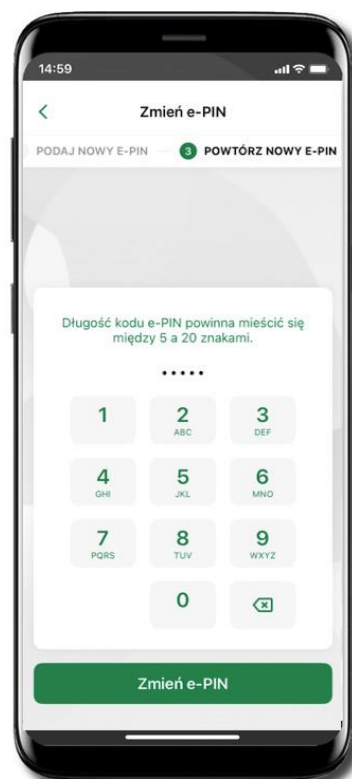 14:59
Zmień e-PIN
PODAJ NOWY E-PIN 3 POWTÓRZ NOWY E-PIN
Długość kodu e-PIN powinna mieścić się
między 5 a 20 znakami.
•••••
1 2 3
ABC DEF
4 5 6
GHI JKL MNO
7 8 9
PQRS TUV WXYZ
0
Zmień e-PIN